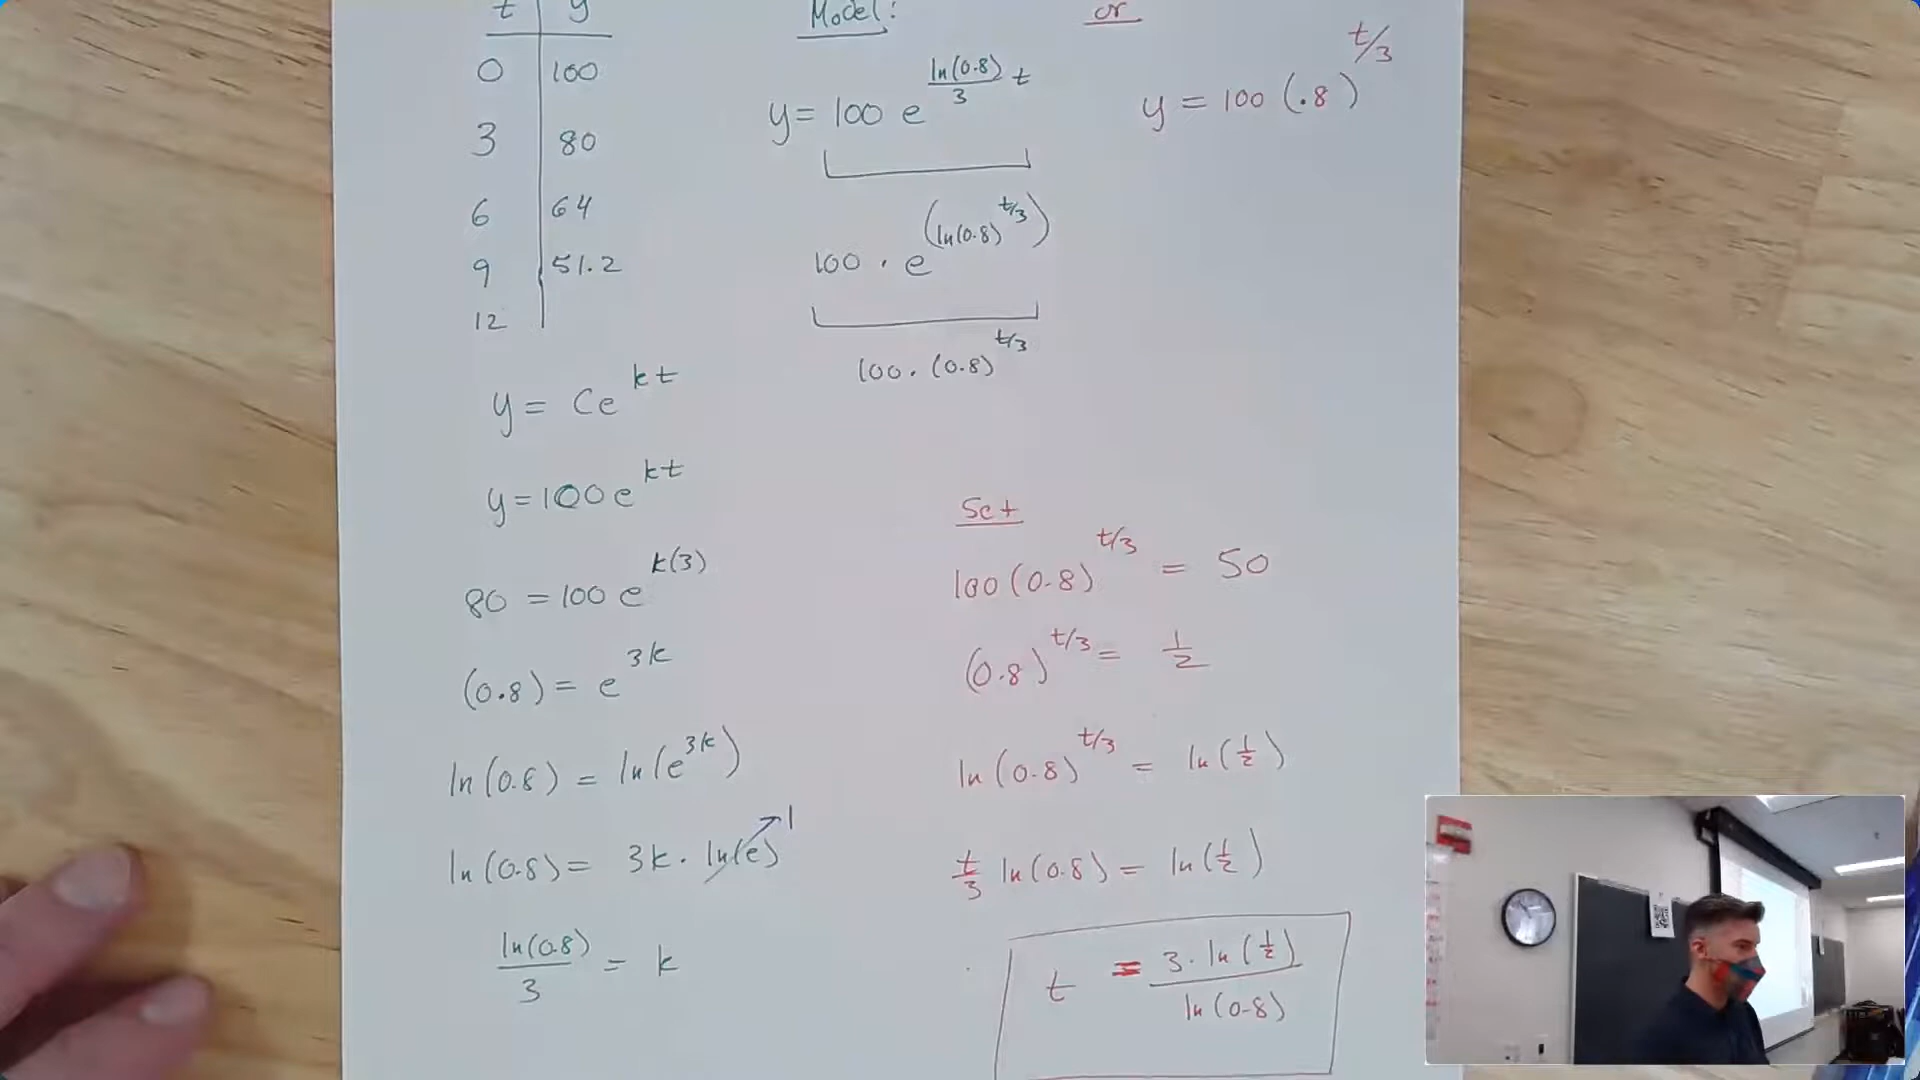 t | y
0 | 100
3 | 80
6 | 64
9 | 51.2
12 |
y = Ce^{kt}
y = 100 e^{kt}
80 = 100 e^{k(3)}
(0.8) = e^{3k}
ln(0.8) = ln(e^{3k})
ln(0.8) = 3k · ln(e) 1
ln(0.8)/3 = k
Model:
y = 100 e^{ln(0.8)/3 t}
100 · e^{(ln(0.8)^{t/3})}
100 · (0.8)^{t/3}
or
y = 100 (.8)^{t/3}
Set
100 (0.8)^{t/3} = 50
(0.8)^{t/3} = 1/2
ln (0.8)^{t/3} = ln (1/2)
t/3 ln (0.8) = ln (1/2)
t = 3 · ln (1/2) / ln (0.8)